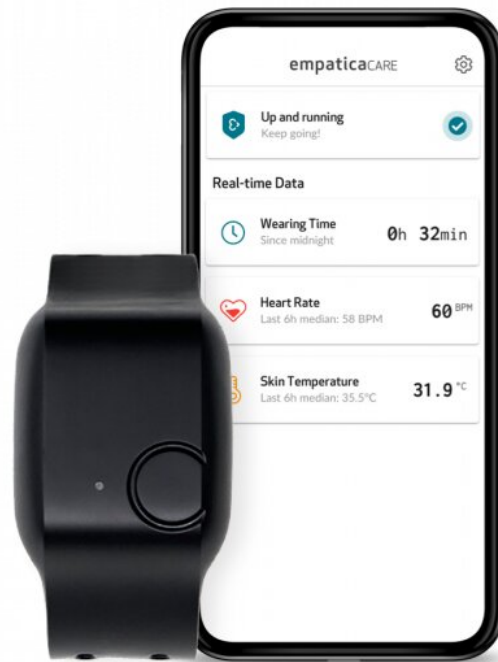 empaticaCARE
Up and running
Keep going!
Real-time Data
Wearing Time
Since midnight
0h 32min
Heart Rate
Last 6h median: 58 BPM
60 BPM
Skin Temperature
Last 6h median: 35.5°C
31.9 °C